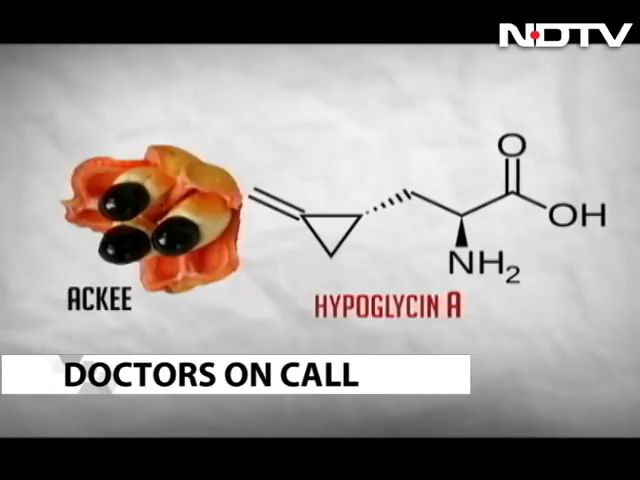 NDTV
O
OH
NH₂
ACKEE
HYPOGLYCIN A
DOCTORS ON CALL